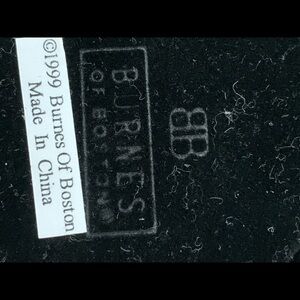 ©1999 Burnes Of Boston
Made In China
BURNES
OF BOSTON®
BB